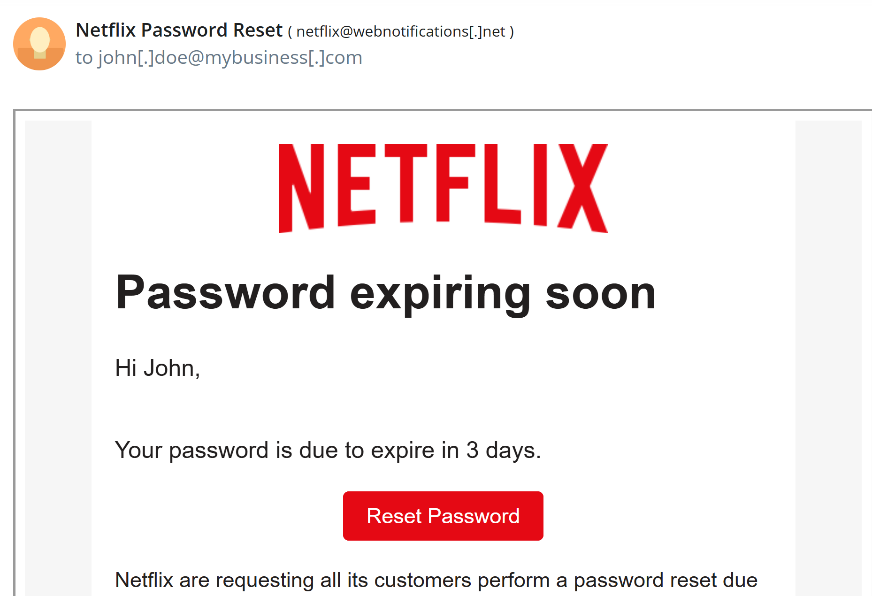 Netflix Password Reset ( netflix@webnotifications[.]net )
to john[.]doe@mybusiness[.]com
NETFLIX
Password expiring soon
Hi John,
Your password is due to expire in 3 days.
Reset Password
Netflix are requesting all its customers perform a password reset due